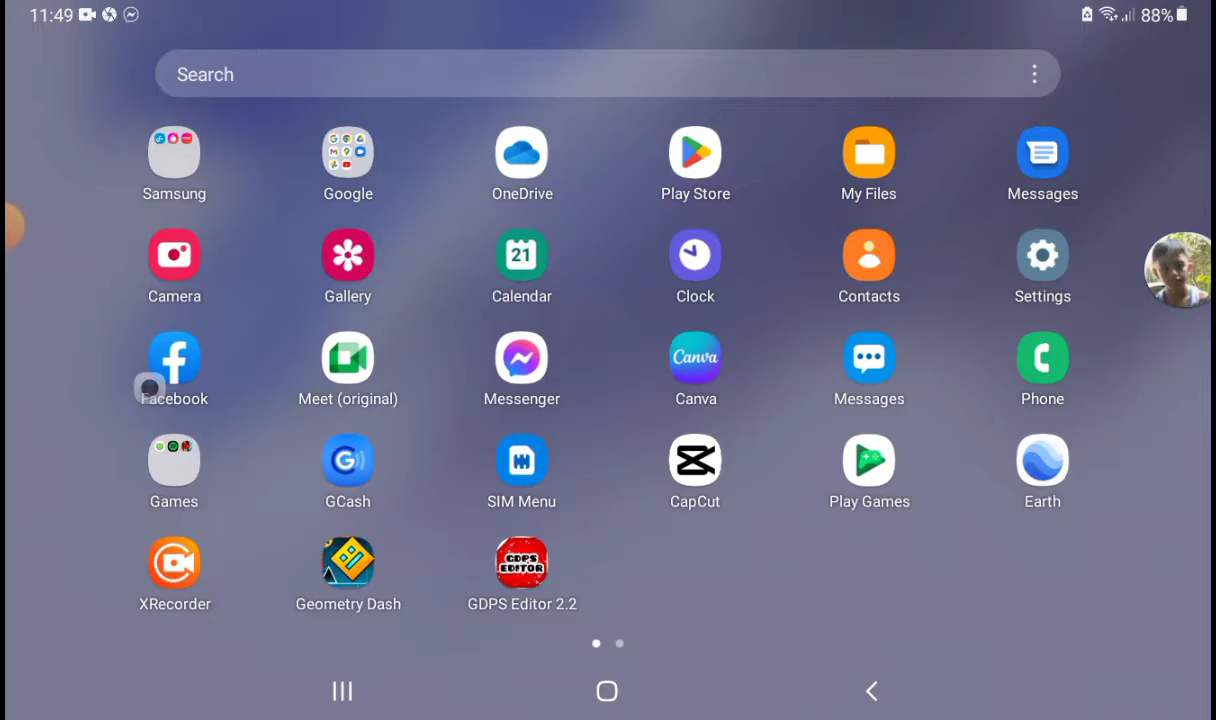 11:49 88%
Search
Samsung Google OneDrive Play Store My Files Messages
21
Camera Gallery Calendar Clock Contacts Settings
Canva
Facebook Meet (original) Messenger Canva Messages Phone
G
Games GCash SIM Menu CapCut Play Games Earth
GDPS
EDITOR
XRecorder Geometry Dash GDPS Editor 2.2